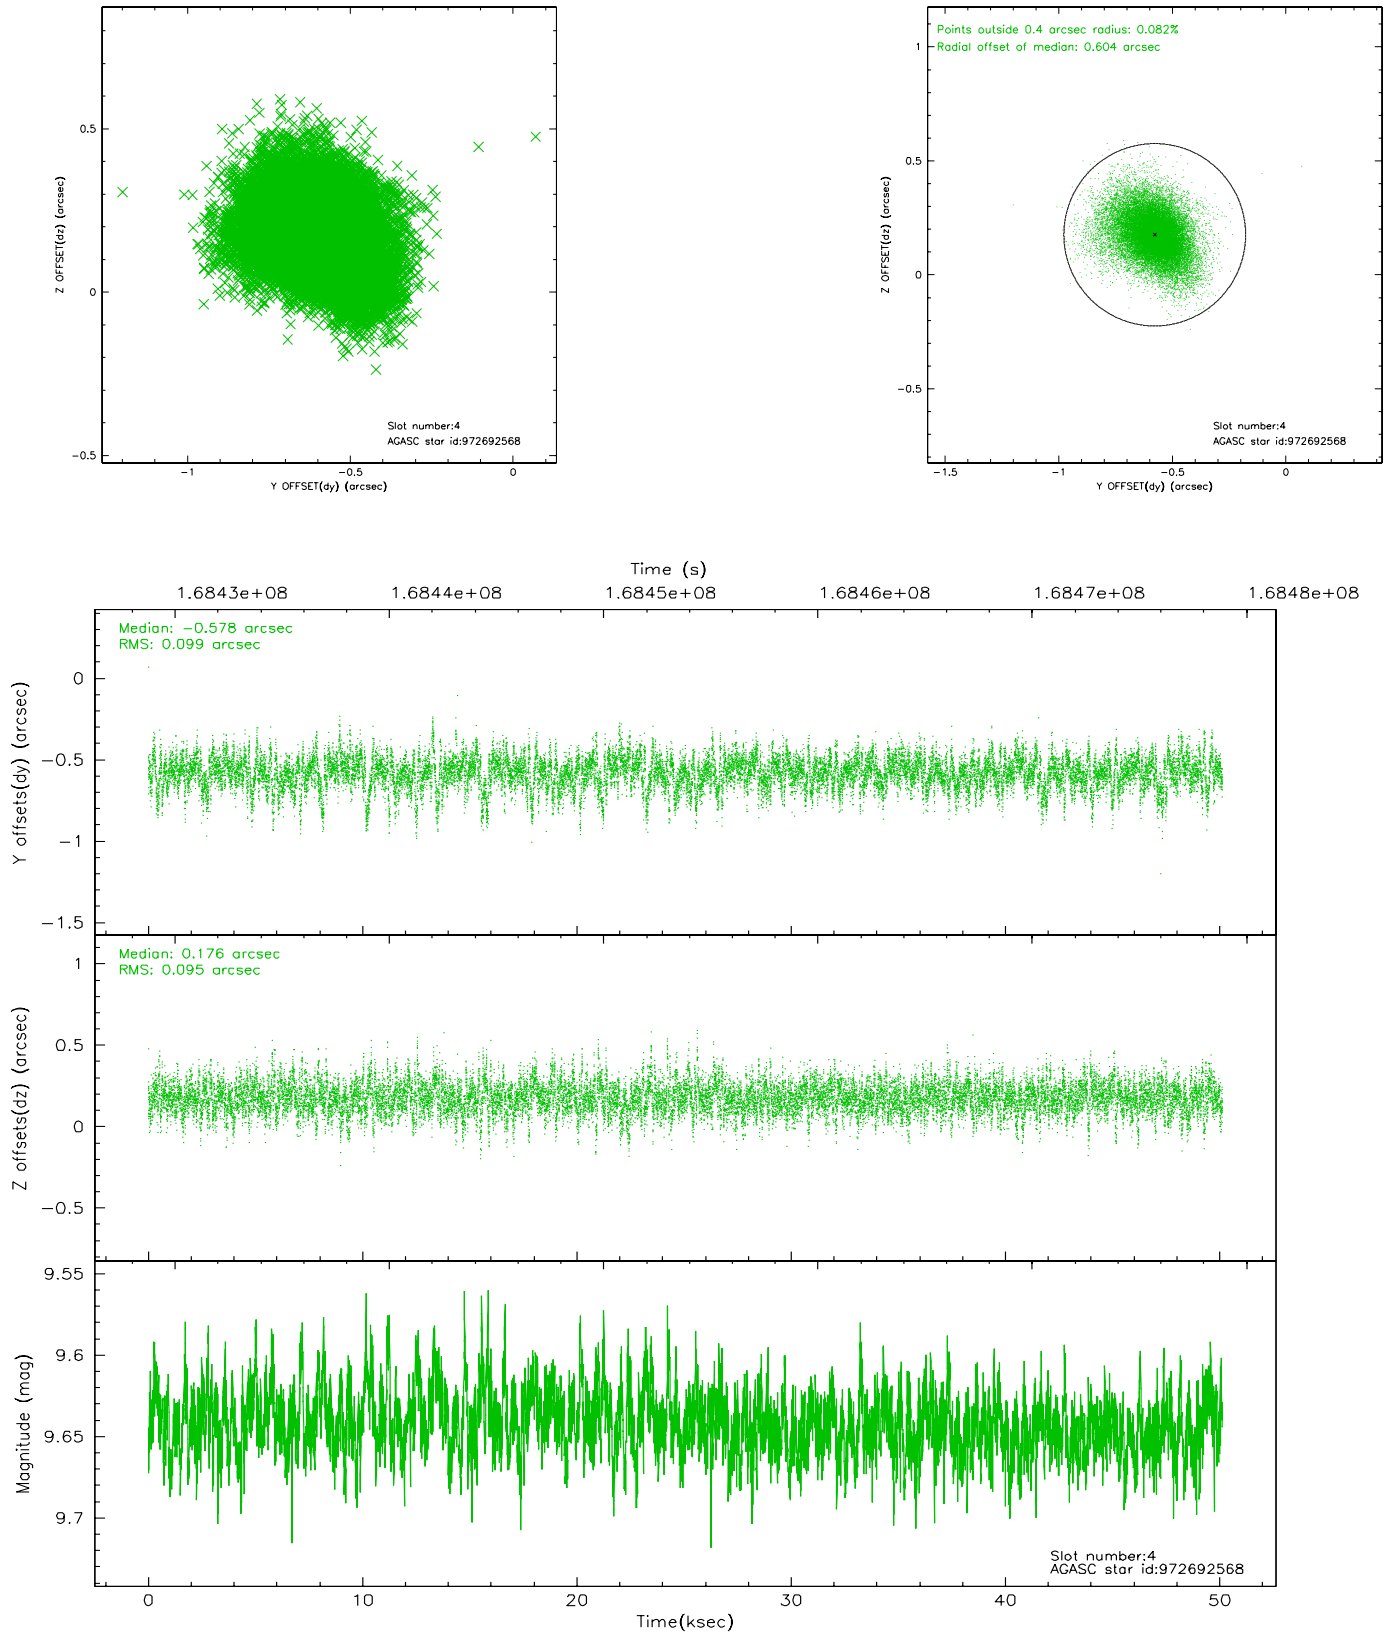 0.5
0
-0.5
Z OFFSET(dz) (arcsec)
Slot number:4
AGASC star id:972692568
-1
-0.5
0
Y OFFSET(dy) (arcsec)
Points outside 0.4 arcsec radius: 0.082%
Radial offset of median: 0.604 arcsec
1
0.5
0
-0.5
Z OFFSET(dz) (arcsec)
Slot number:4
AGASC star id:972692568
-1.5
-1
-0.5
0
Y OFFSET(dy) (arcsec)
Time (s)
1.6843e+08 1.6844e+08 1.6845e+08 1.6846e+08 1.6847e+08 1.6848e+08
Median: -0.578 arcsec
RMS: 0.099 arcsec
0
-0.5
-1
-1.5
Y offsets(dy) (arcsec)
Median: 0.176 arcsec
RMS: 0.095 arcsec
1
0.5
0
-0.5
Z offsets(dz) (arcsec)
9.55
9.6
9.65
9.7
Magnitude (mag)
Slot number:4
AGASC star id:972692568
0 10 20 30 40 50
Time(ksec)